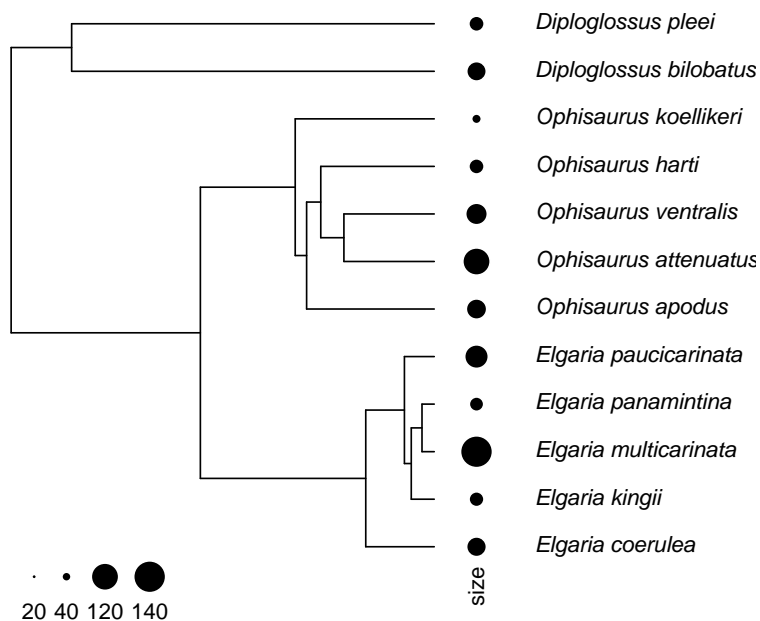 Diploglossus pleei
Diploglossus bilobatus
Ophisaurus koellikeri
Ophisaurus harti
Ophisaurus ventralis
Ophisaurus attenuatus
Ophisaurus apodus
Elgaria paucicarinata
Elgaria panamintina
Elgaria multicarinata
Elgaria kingii
Elgaria coerulea
size
20 40 120 140